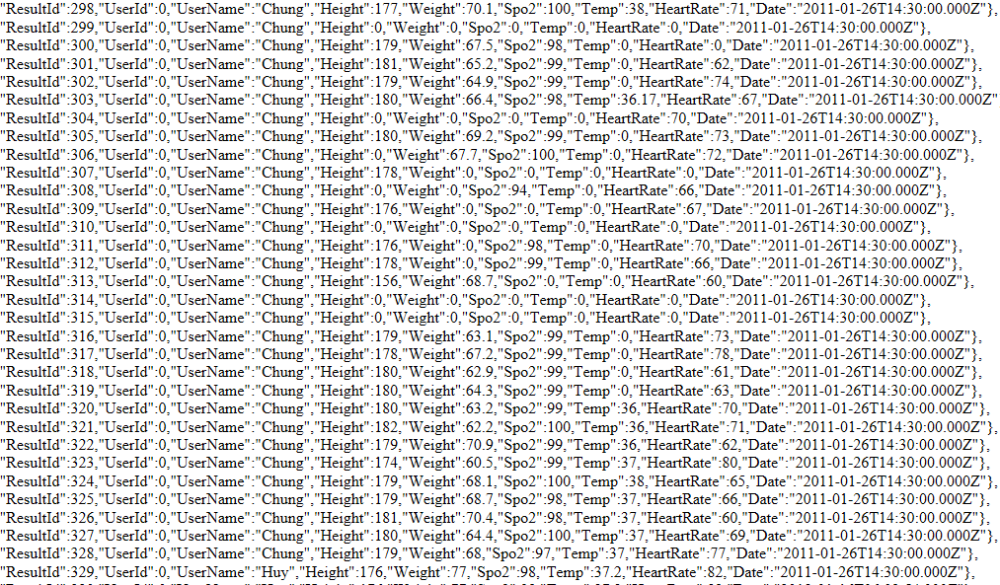 "ResultId":298,"UserId":0,"UserName":"Chung","Height":177,"Weight":70.1,"Spo2":100,"Temp":38,"HeartRate":71,"Date":"2011-01-26T14:30:00.000Z"},
"ResultId":299,"UserId":0,"UserName":"Chung","Height":0,"Weight":0,"Spo2":0,"Temp":0,"HeartRate":0,"Date":"2011-01-26T14:30:00.000Z"},
"ResultId":300,"UserId":0,"UserName":"Chung","Height":179,"Weight":67.5,"Spo2":98,"Temp":0,"HeartRate":0,"Date":"2011-01-26T14:30:00.000Z"},
"ResultId":301,"UserId":0,"UserName":"Chung","Height":181,"Weight":65.2,"Spo2":99,"Temp":0,"HeartRate":62,"Date":"2011-01-26T14:30:00.000Z"},
"ResultId":302,"UserId":0,"UserName":"Chung","Height":179,"Weight":64.9,"Spo2":99,"Temp":0,"HeartRate":74,"Date":"2011-01-26T14:30:00.000Z"},
"ResultId":303,"UserId":0,"UserName":"Chung","Height":180,"Weight":66.4,"Spo2":98,"Temp":36.17,"HeartRate":67,"Date":"2011-01-26T14:30:00.000Z"
"ResultId":304,"UserId":0,"UserName":"Chung","Height":0,"Weight":0,"Spo2":0,"Temp":0,"HeartRate":70,"Date":"2011-01-26T14:30:00.000Z"},
"ResultId":305,"UserId":0,"UserName":"Chung","Height":180,"Weight":69.2,"Spo2":99,"Temp":0,"HeartRate":73,"Date":"2011-01-26T14:30:00.000Z"},
"ResultId":306,"UserId":0,"UserName":"Chung","Height":0,"Weight":67.7,"Spo2":100,"Temp":0,"HeartRate":72,"Date":"2011-01-26T14:30:00.000Z"},
"ResultId":307,"UserId":0,"UserName":"Chung","Height":178,"Weight":0,"Spo2":0,"Temp":0,"HeartRate":0,"Date":"2011-01-26T14:30:00.000Z"},
"ResultId":308,"UserId":0,"UserName":"Chung","Height":0,"Weight":0,"Spo2":94,"Temp":0,"HeartRate":66,"Date":"2011-01-26T14:30:00.000Z"},
"ResultId":309,"UserId":0,"UserName":"Chung","Height":176,"Weight":0,"Spo2":0,"Temp":0,"HeartRate":67,"Date":"2011-01-26T14:30:00.000Z"},
"ResultId":310,"UserId":0,"UserName":"Chung","Height":0,"Weight":0,"Spo2":0,"Temp":0,"HeartRate":0,"Date":"2011-01-26T14:30:00.000Z"},
"ResultId":311,"UserId":0,"UserName":"Chung","Height":176,"Weight":0,"Spo2":98,"Temp":0,"HeartRate":70,"Date":"2011-01-26T14:30:00.000Z"},
"ResultId":312,"UserId":0,"UserName":"Chung","Height":178,"Weight":0,"Spo2":99,"Temp":0,"HeartRate":66,"Date":"2011-01-26T14:30:00.000Z"},
"ResultId":313,"UserId":0,"UserName":"Chung","Height":156,"Weight":68.7,"Spo2":0,"Temp":0,"HeartRate":60,"Date":"2011-01-26T14:30:00.000Z"},
"ResultId":314,"UserId":0,"UserName":"Chung","Height":0,"Weight":0,"Spo2":0,"Temp":0,"HeartRate":0,"Date":"2011-01-26T14:30:00.000Z"},
"ResultId":315,"UserId":0,"UserName":"Chung","Height":0,"Weight":0,"Spo2":0,"Temp":0,"HeartRate":0,"Date":"2011-01-26T14:30:00.000Z"},
"ResultId":316,"UserId":0,"UserName":"Chung","Height":179,"Weight":63.1,"Spo2":99,"Temp":0,"HeartRate":73,"Date":"2011-01-26T14:30:00.000Z"},
"ResultId":317,"UserId":0,"UserName":"Chung","Height":178,"Weight":67.2,"Spo2":99,"Temp":0,"HeartRate":78,"Date":"2011-01-26T14:30:00.000Z"},
"ResultId":318,"UserId":0,"UserName":"Chung","Height":180,"Weight":62.9,"Spo2":99,"Temp":0,"HeartRate":61,"Date":"2011-01-26T14:30:00.000Z"},
"ResultId":319,"UserId":0,"UserName":"Chung","Height":180,"Weight":64.3,"Spo2":99,"Temp":0,"HeartRate":63,"Date":"2011-01-26T14:30:00.000Z"},
"ResultId":320,"UserId":0,"UserName":"Chung","Height":180,"Weight":63.2,"Spo2":99,"Temp":36,"HeartRate":70,"Date":"2011-01-26T14:30:00.000Z"},
"ResultId":321,"UserId":0,"UserName":"Chung","Height":182,"Weight":62.2,"Spo2":100,"Temp":36,"HeartRate":71,"Date":"2011-01-26T14:30:00.000Z"},
"ResultId":322,"UserId":0,"UserName":"Chung","Height":179,"Weight":70.9,"Spo2":99,"Temp":36,"HeartRate":62,"Date":"2011-01-26T14:30:00.000Z"},
"ResultId":323,"UserId":0,"UserName":"Chung","Height":174,"Weight":60.5,"Spo2":99,"Temp":37,"HeartRate":80,"Date":"2011-01-26T14:30:00.000Z"},
"ResultId":324,"UserId":0,"UserName":"Chung","Height":179,"Weight":68.1,"Spo2":100,"Temp":38,"HeartRate":65,"Date":"2011-01-26T14:30:00.000Z"},
"ResultId":325,"UserId":0,"UserName":"Chung","Height":179,"Weight":68.7,"Spo2":98,"Temp":37,"HeartRate":66,"Date":"2011-01-26T14:30:00.000Z"},
"ResultId":326,"UserId":0,"UserName":"Chung","Height":181,"Weight":70.4,"Spo2":98,"Temp":37,"HeartRate":60,"Date":"2011-01-26T14:30:00.000Z"},
"ResultId":327,"UserId":0,"UserName":"Chung","Height":180,"Weight":64.4,"Spo2":100,"Temp":37,"HeartRate":69,"Date":"2011-01-26T14:30:00.000Z"},
"ResultId":328,"UserId":0,"UserName":"Chung","Height":179,"Weight":68,"Spo2":97,"Temp":37,"HeartRate":77,"Date":"2011-01-26T14:30:00.000Z"},
"ResultId":329,"UserId":0,"UserName":"Huy","Height":176,"Weight":77,"Spo2":98,"Temp":37.2,"HeartRate":82,"Date":"2011-01-26T14:30:00.000Z"},